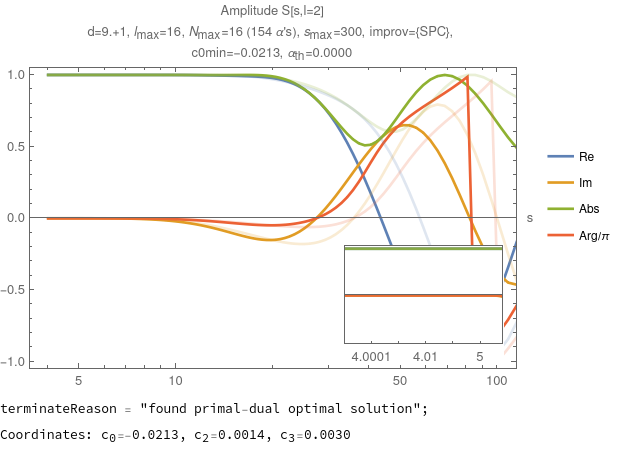 Amplitude S[s,l=2]
d=9.+1, lmax=16, Nmax=16 (154 α's), smax=300, improv={SPC},
c0min=−0.0213, αth=0.0000
1.0
0.5
0.0
−0.5
−1.0
5
10
50
100
s
4.0001
4.01
5
Re
Im
Abs
Arg/π
terminateReason = "found primal-dual optimal solution";
Coordinates: c0=-0.0213, c2=0.0014, c3=0.0030